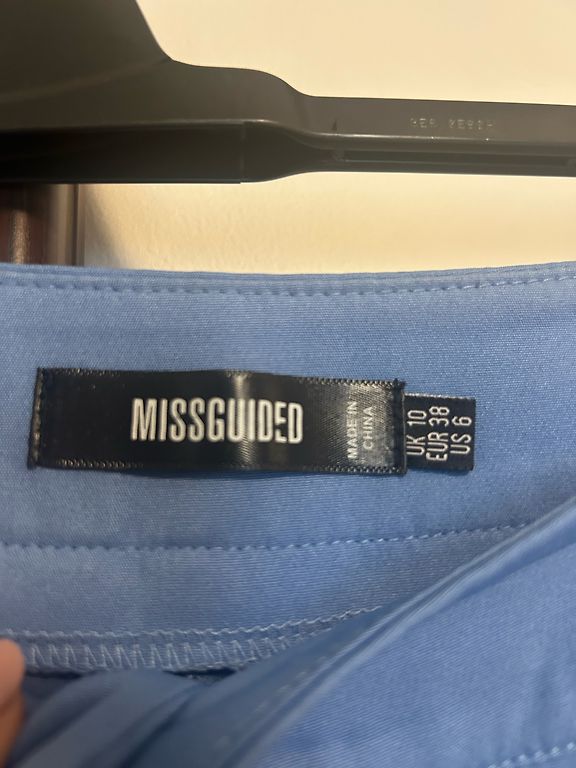 MISSGUIDED
MADE IN
CHINA
UK 10
EUR 38
US 6